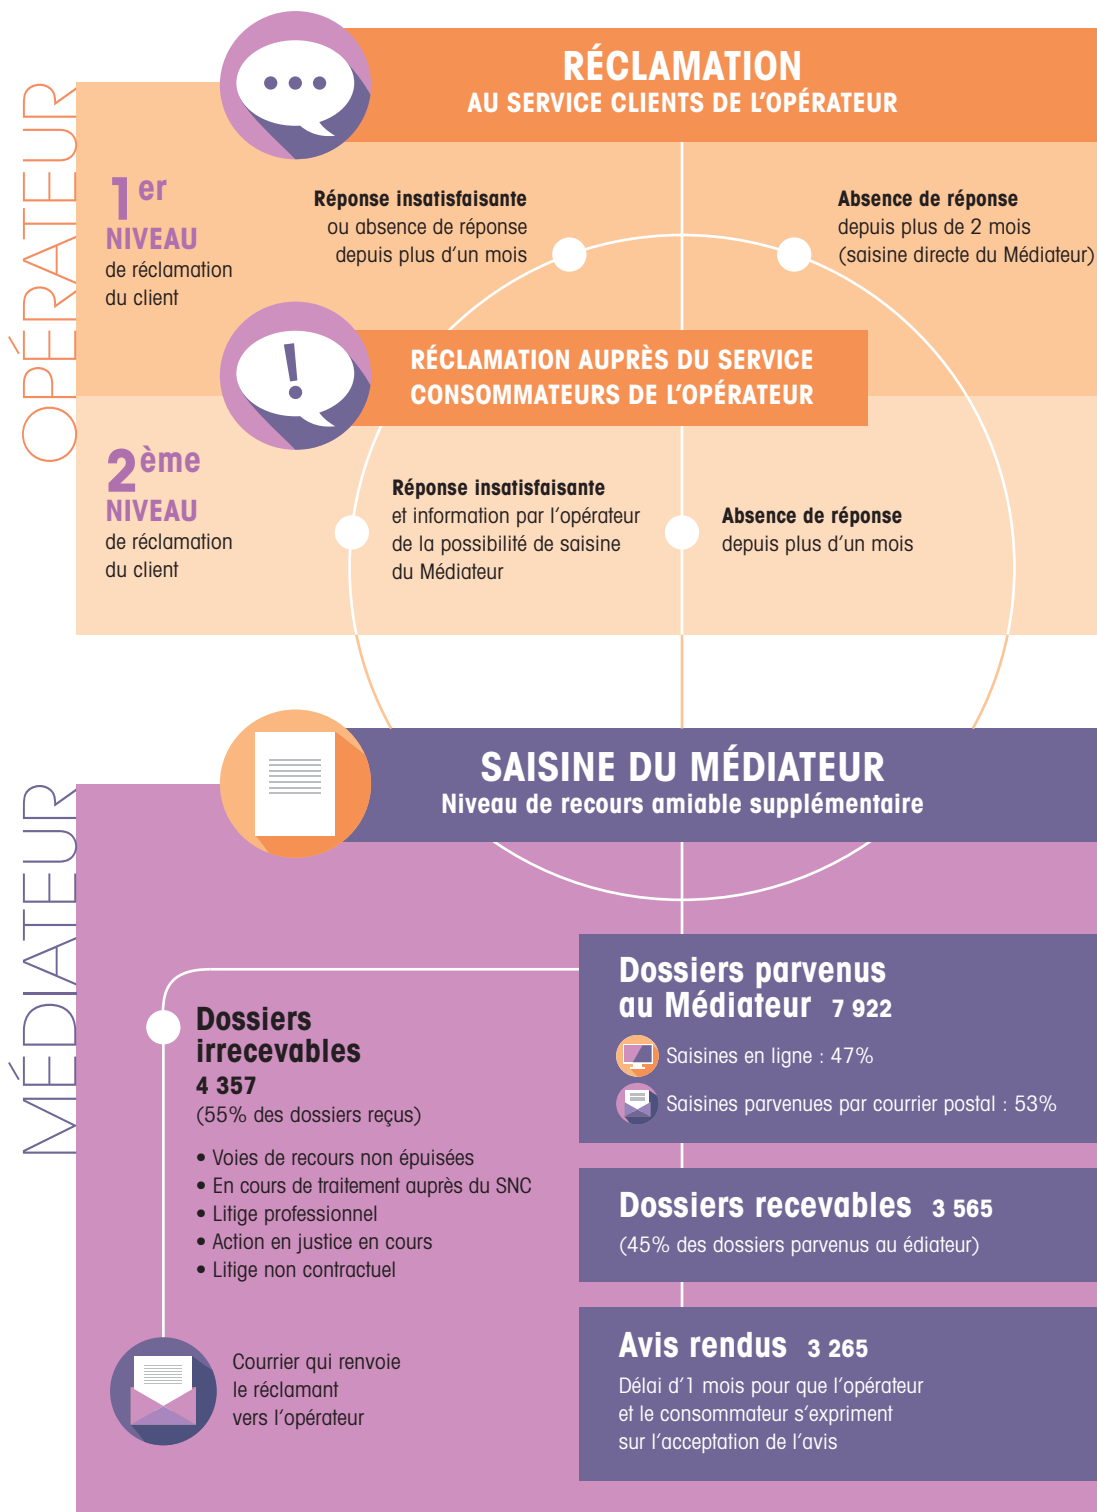 OPÉRATEUR
RÉCLAMATION
AU SERVICE CLIENTS DE L'OPÉRATEUR
1er
NIVEAU
de réclamation
du client
Réponse insatisfaisante
ou absence de réponse
depuis plus d'un mois
Absence de réponse
depuis plus de 2 mois
(saisine directe du Médiateur)
RÉCLAMATION AUPRÈS DU SERVICE
CONSOMMATEURS DE L'OPÉRATEUR
2ème
NIVEAU
de réclamation
du client
Réponse insatisfaisante
et information par l'opérateur
de la possibilité de saisine
du Médiateur
Absence de réponse
depuis plus d'un mois
MÉDIATEUR
SAISINE DU MÉDIATEUR
Niveau de recours amiable supplémentaire
Dossiers parvenus
au Médiateur 7 922
Saisines en ligne : 47%
Saisines parvenues par courrier postal : 53%
Dossiers
irrecevables
4 357
(55% des dossiers reçus)
• Voies de recours non épuisées
• En cours de traitement auprès du SNC
• Litige professionnel
• Action en justice en cours
• Litige non contractuel
Courrier qui renvoie
le réclamant
vers l'opérateur
Dossiers recevables 3 565
(45% des dossiers parvenus au édiateur)
Avis rendus 3 265
Délai d'1 mois pour que l'opérateur
et le consommateur s'expriment
sur l'acceptation de l'avis